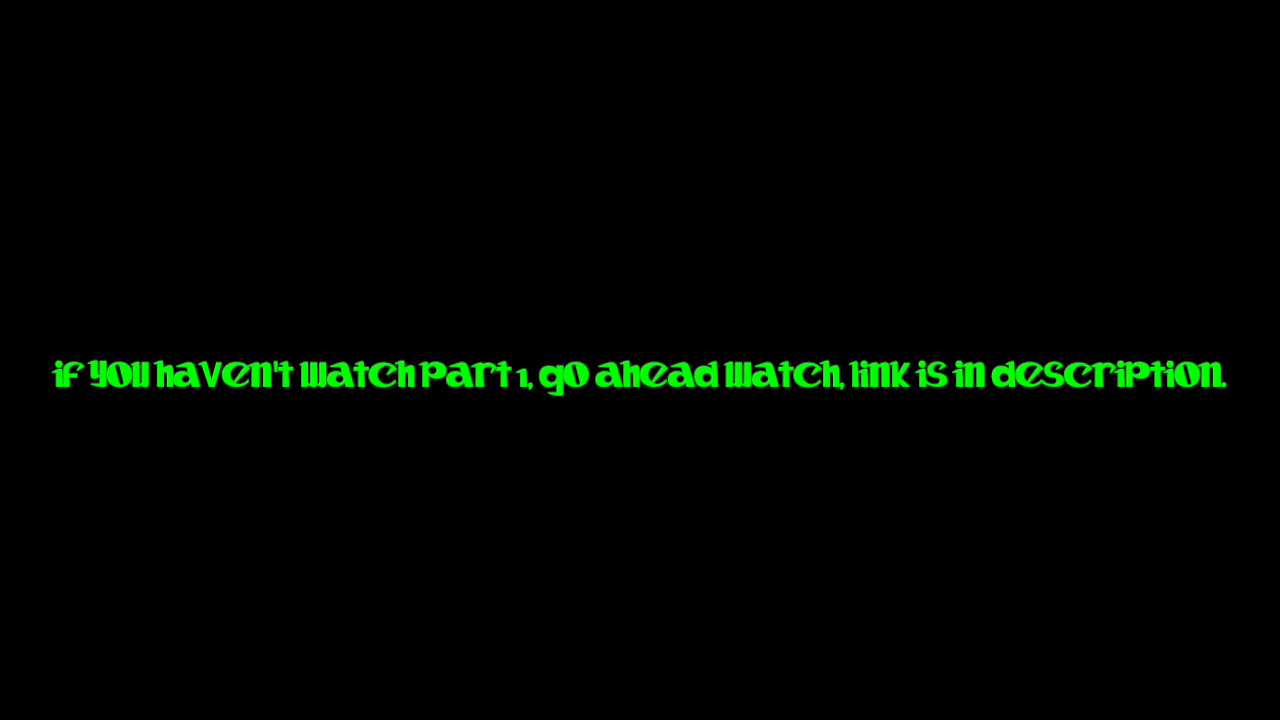 if you haven't watch part 1, go ahead watch, link is in description.